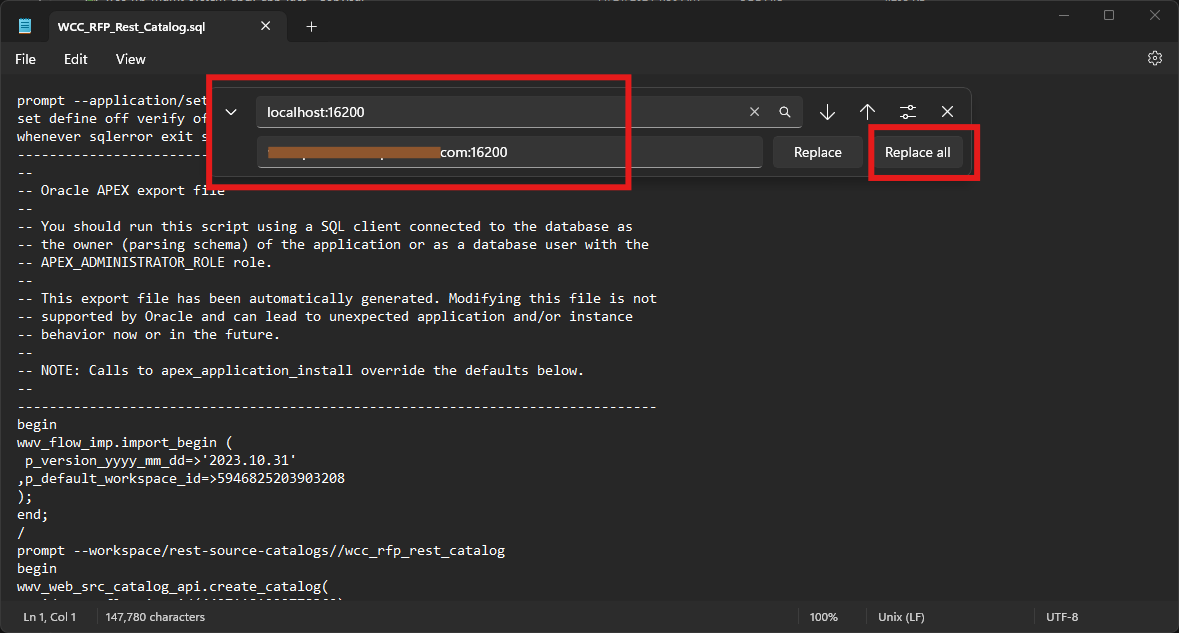 WCC_RFP_Rest_Catalog.sql
File Edit View
localhost:16200
com:16200 Replace Replace all
prompt --application/set
set define off verify of
whenever sqlerror exit s
--------------------------------------------------------------------------------
--
-- Oracle APEX export file
--
-- You should run this script using a SQL client connected to the database as
-- the owner (parsing schema) of the application or as a database user with the
-- APEX_ADMINISTRATOR_ROLE role.
--
-- This export file has been automatically generated. Modifying this file is not
-- supported by Oracle and can lead to unexpected application and/or instance
-- behavior now or in the future.
--
-- NOTE: Calls to apex_application_install override the defaults below.
--
--------------------------------------------------------------------------------
begin
wwv_flow_imp.import_begin (
 p_version_yyyy_mm_dd=>'2023.10.31'
,p_default_workspace_id=>5946825203903208
);
end;
/
prompt --workspace/rest-source-catalogs//wcc_rfp_rest_catalog
begin
wwv_web_src_catalog_api.create_catalog(
Ln 1, Col 1 147,780 characters 100% Unix (LF) UTF-8